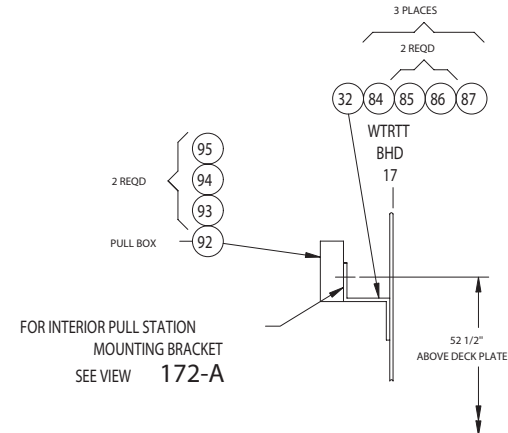 3 PLACES
2 REQD
32 84 85 86 87
WTRTT
BHD
17
95
94
93
92
2 REQD
PULL BOX
FOR INTERIOR PULL STATION
MOUNTING BRACKET
SEE VIEW 172-A
52 1/2"
ABOVE DECK PLATE